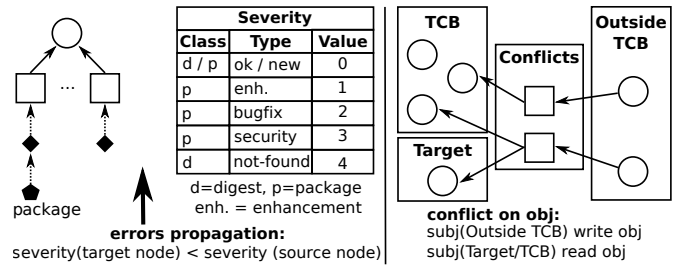 Severity
Class Type Value
d / p ok / new 0
p enh. 1
p bugfix 2
p security 3
d not-found 4
d=digest, p=package
enh. = enhancement
...
package
errors propagation:
severity(target node) < severity (source node)
TCB
Conflicts
Outside
TCB
Target
conflict on obj:
subj(Outside TCB) write obj
subj(Target/TCB) read obj